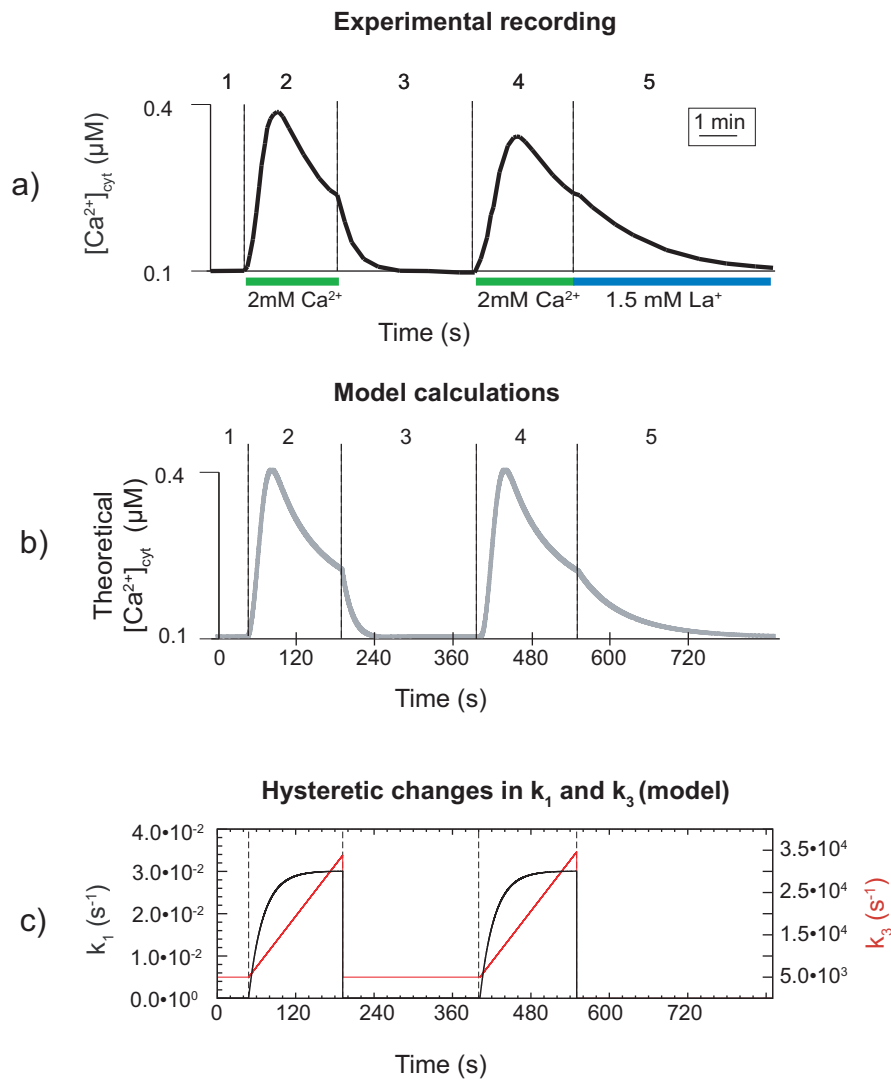 Experimental recording
1 2 3 4 5
a)
[Ca²⁺]cyt (µM)
0.4
0.1
1 min
2mM Ca²⁺
2mM Ca²⁺
1.5 mM La⁺
Time (s)
Model calculations
1 2 3 4 5
b)
Theoretical
[Ca²⁺]cyt (µM)
0.4
0.1
0 120 240 360 480 600 720
Time (s)
Hysteretic changes in k₁ and k₃ (model)
c)
k₁ (s⁻¹)
4.0•10⁻²
3.0•10⁻²
2.0•10⁻²
1.0•10⁻²
0.0•10⁰
3.5•10⁴
2.5•10⁴
1.5•10⁴
5.0•10³
k₃ (s⁻¹)
0 120 240 360 480 600 720
Time (s)